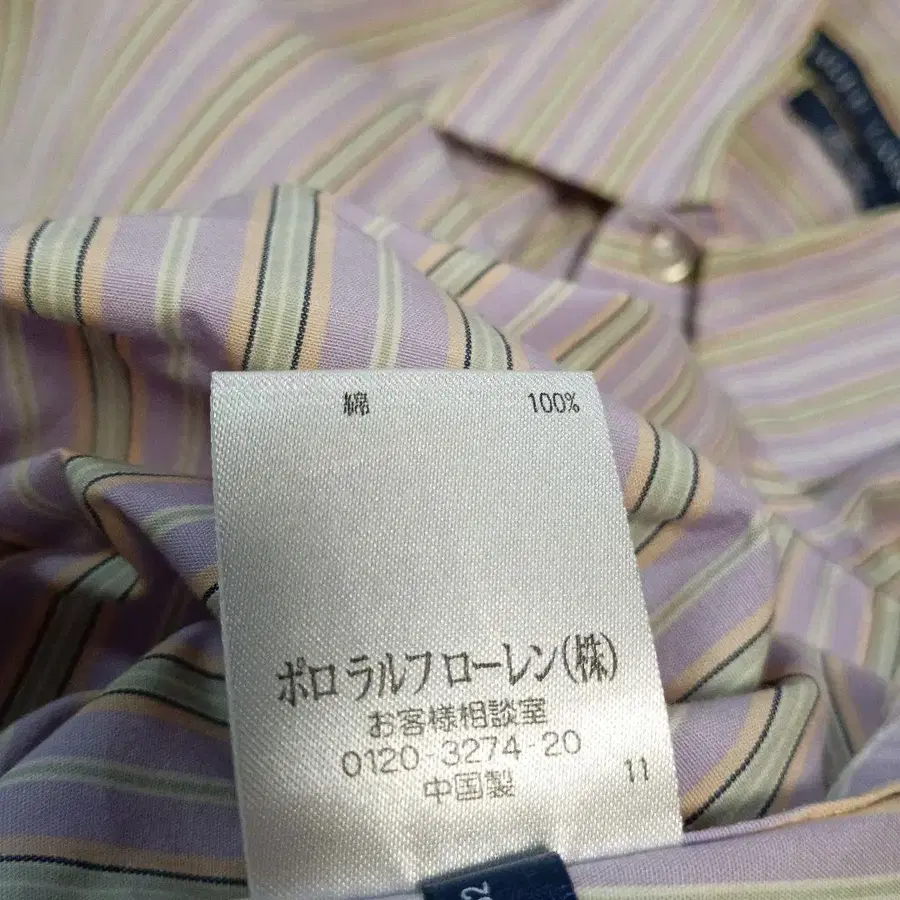 綿 100%
ポロ ラルフ ローレン(株)
お客様相談室
0120-3274-20
中国製 11